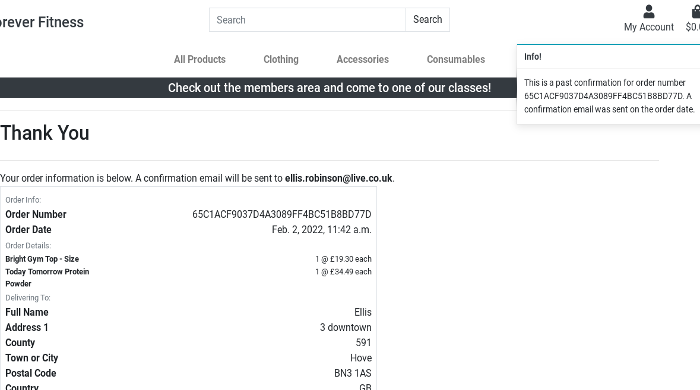 orever Fitness
Search
Search
My Account
$0.0
All Products
Clothing
Accessories
Consumables
Check out the members area and come to one of our classes!
Info!
This is a past confirmation for order number
65C1ACF9037D4A3089FF4BC51B8BD77D. A
confirmation email was sent on the order date.
Thank You
Your order information is below. A confirmation email will be sent to ellis.robinson@live.co.uk.
Order Info:
Order Number 65C1ACF9037D4A3089FF4BC51B8BD77D
Order Date Feb. 2, 2022, 11:42 a.m.
Order Details:
Bright Gym Top - Size 1 @ £19.30 each
Today Tomorrow Protein 1 @ £34.49 each
Powder
Delivering To:
Full Name Ellis
Address 1 3 downtown
County 591
Town or City Hove
Postal Code BN3 1AS
Country GB